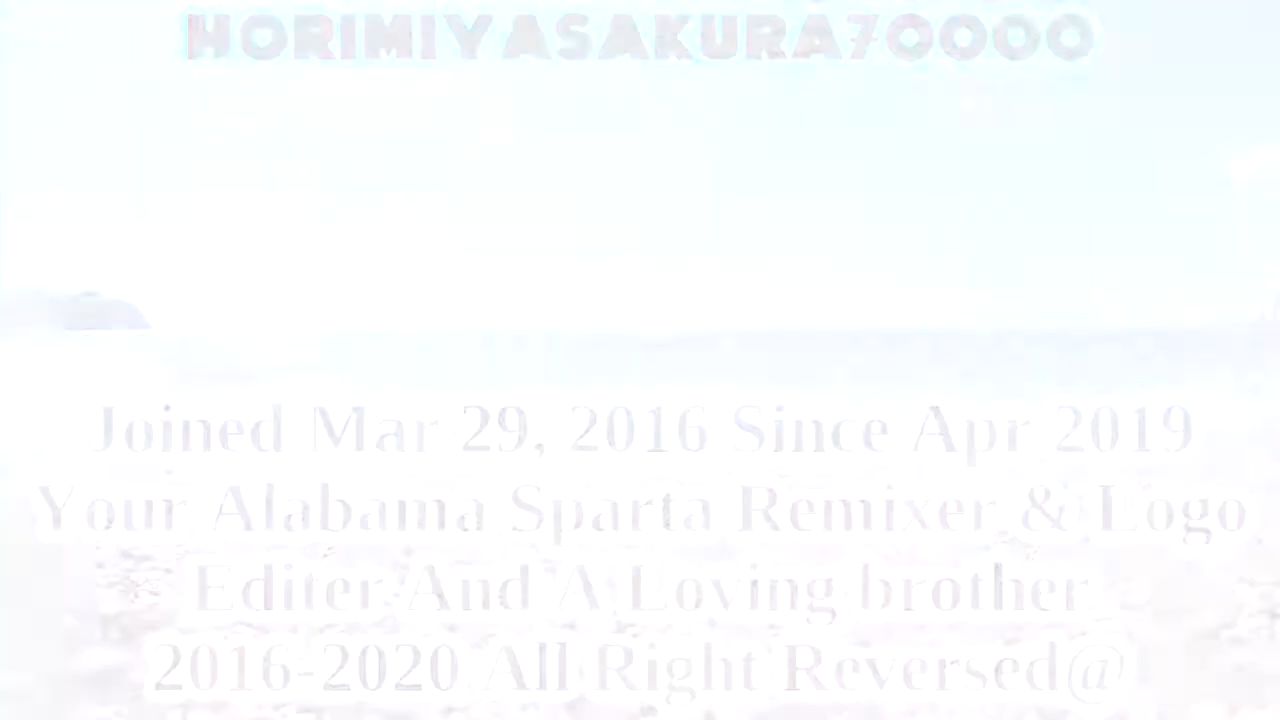 HORIMIYASAKURA70000
Joined Mar 29, 2016 Since Apr 2019
Your Alabama Sparta Remixer & Logo
Editer And A Loving brother
2016-2020 All Right Reversed@